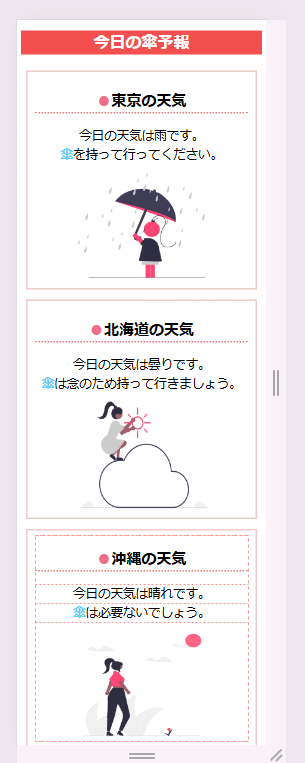 今日の傘予報
●東京の天気
今日の天気は雨です。
傘を持って行ってください。
●北海道の天気
今日の天気は曇りです。
傘は念のため持って行きましょう。
●沖縄の天気
今日の天気は晴れです。
傘は必要ないでしょう。